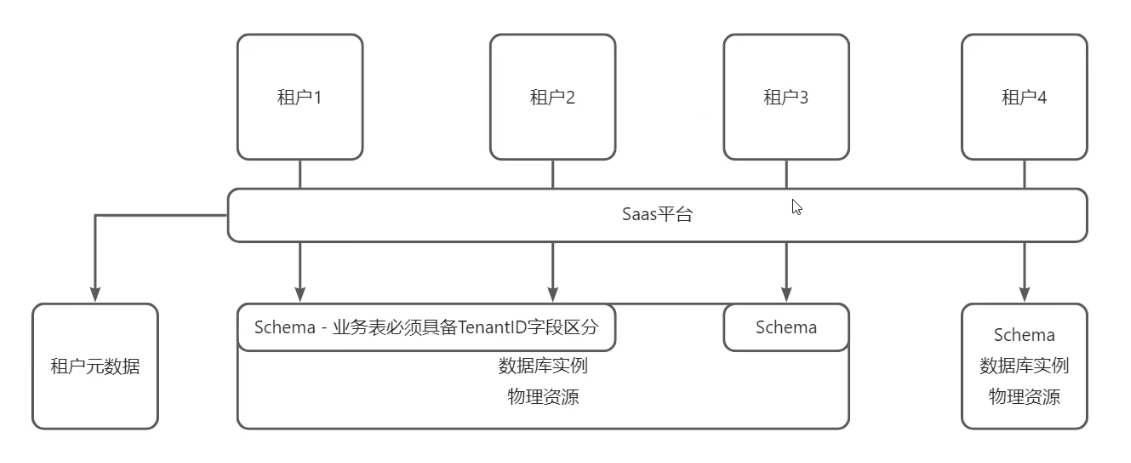 租户1
租户2
租户3
租户4
Saas平台
租户元数据
Schema - 业务表必须具备TenantID字段区分
Schema
数据库实例
物理资源
Schema
数据库实例
物理资源